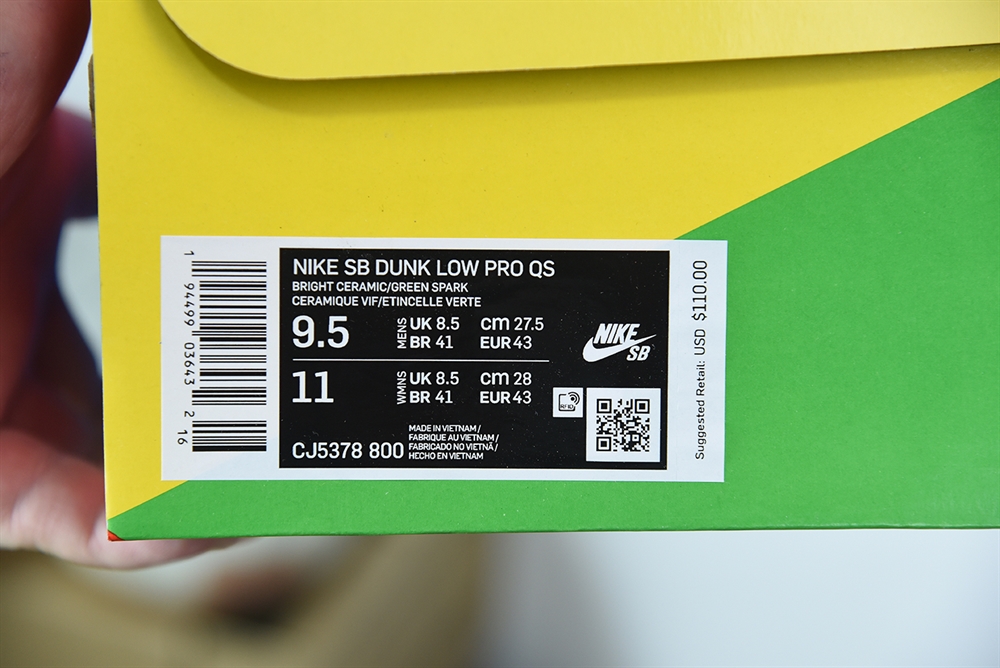 NIKE SB DUNK LOW PRO QS
BRIGHT CERAMIC/GREEN SPARK
CERAMIQUE VIF/ETINCELLE VERTE
9.5
MENS
UK 8.5 cm 27.5
BR 41 EUR 43
11
WMNS
UK 8.5 cm 28
BR 41 EUR 43
CJ5378 800
MADE IN VIETNAM /
FABRIQUE AU VIETNAM /
FABRICADO NO VIETNÃ /
HECHO EN VIETNAM
NIKE
SB
RFID
1 94499 03643 2 16
Suggested Retail: USD $110.00